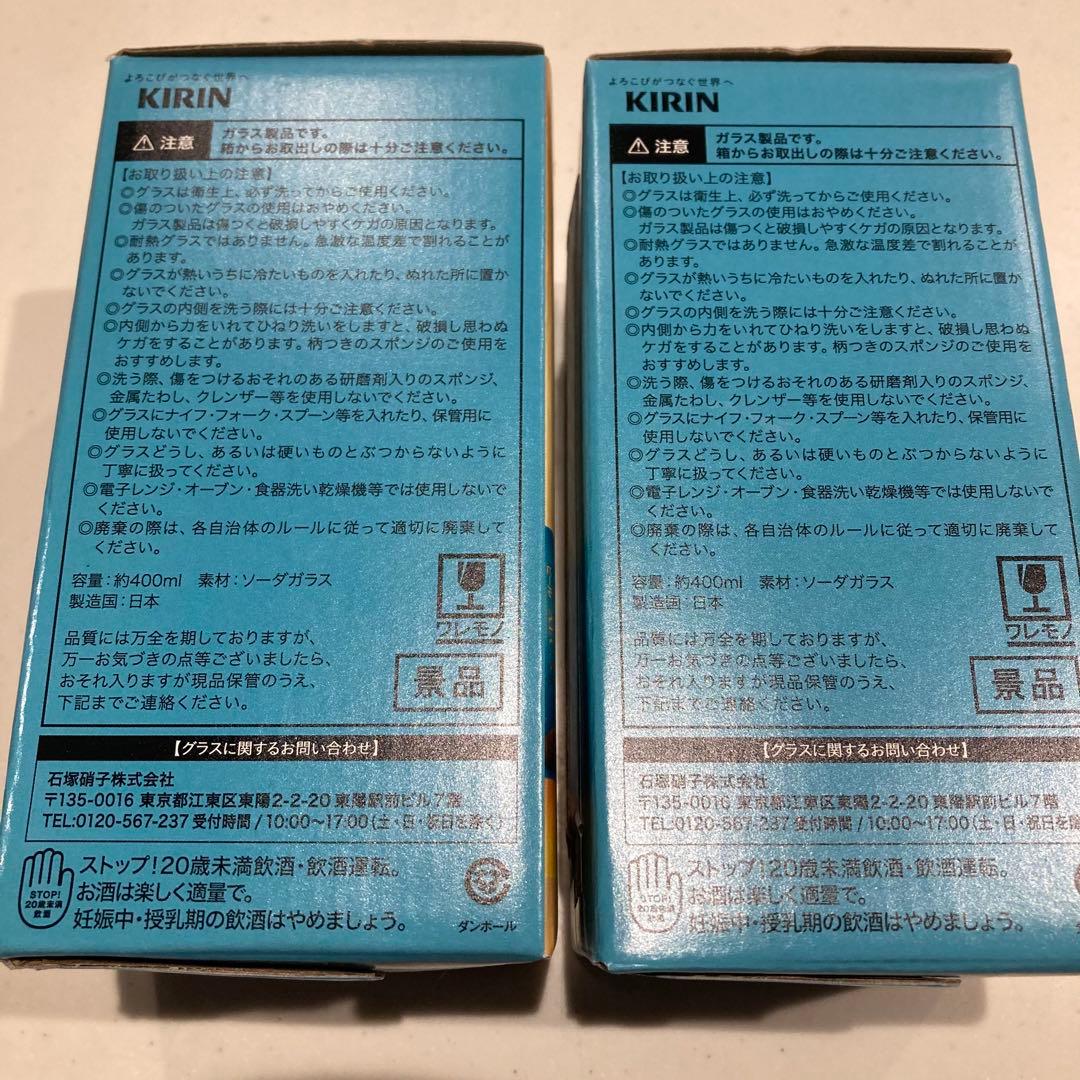 よろこびがつなぐ世界へ
KIRIN
注意
ガラス製品です。
箱からお取出しの際は十分ご注意ください。
【お取り扱い上の注意】
◎グラスは衛生上、必ず洗ってからご使用ください。
◎傷のついたグラスの使用はおやめください。
ガラス製品は傷つくと破損しやすくケガの原因となります。
◎耐熱グラスではありません。急激な温度差で割れることが
あります。
◎グラスが熱いうちに冷たいものを入れたり、ぬれた所に置か
ないでください。
◎グラスの内側を洗う際には十分ご注意ください。
◎内側から力をいれてひねり洗いをしますと、破損し思わぬ
ケガをすることがあります。柄つきのスポンジのご使用を
おすすめします。
◎洗う際、傷をつけるおそれのある研磨剤入りのスポンジ、
金属たわし、クレンザー等を使用しないでください。
◎グラスにナイフ・フォーク・スプーン等を入れたり、保管用に
使用しないでください。
◎グラスどうし、あるいは硬いものとぶつからないように
丁寧に扱ってください。
◎電子レンジ・オーブン・食器洗い乾燥機等では使用しないで
ください。
◎廃棄の際は、各自治体のルールに従って適切に廃棄して
ください。
容量：約400ml 素材：ソーダガラス
製造国：日本
ワレモノ
品質には万全を期しておりますが、
万一お気づきの点等ございましたら、
おそれ入りますが現品保管のうえ、
下記までご連絡ください。
景品
【グラスに関するお問い合わせ】
石塚硝子株式会社
〒135-0016 東京都江東区東陽2-2-20 東陽駅前ビル7階
TEL:0120-567-237 受付時間/10:00〜17:00(土・日・祝日を除く)
STOP!
20歳未満
飲酒
ストップ!20歳未満飲酒・飲酒運転。
お酒は楽しく適量で。
妊娠中・授乳期の飲酒はやめましょう。
ダンボール
よろこびがつなぐ世界へ
KIRIN
注意
ガラス製品です。
箱からお取出しの際は十分ご注意ください。
【お取り扱い上の注意】
◎グラスは衛生上、必ず洗ってからご使用ください。
◎傷のついたグラスの使用はおやめください。
ガラス製品は傷つくと破損しやすくケガの原因となります。
◎耐熱グラスではありません。急激な温度差で割れることが
あります。
◎グラスが熱いうちに冷たいものを入れたり、ぬれた所に置か
ないでください。
◎グラスの内側を洗う際には十分ご注意ください。
◎内側から力をいれてひねり洗いをしますと、破損し思わぬ
ケガをすることがあります。柄つきのスポンジのご使用を
おすすめします。
◎洗う際、傷をつけるおそれのある研磨剤入りのスポンジ、
金属たわし、クレンザー等を使用しないでください。
◎グラスにナイフ・フォーク・スプーン等を入れたり、保管用に
使用しないでください。
◎グラスどうし、あるいは硬いものとぶつからないように
丁寧に扱ってください。
◎電子レンジ・オーブン・食器洗い乾燥機等では使用しないで
ください。
◎廃棄の際は、各自治体のルールに従って適切に廃棄して
ください。
容量：約400ml 素材：ソーダガラス
製造国：日本
ワレモノ
品質には万全を期しておりますが、
万一お気づきの点等ございましたら、
おそれ入りますが現品保管のうえ、
下記までご連絡ください。
景品
【グラスに関するお問い合わせ】
石塚硝子株式会社
〒135-0016 東京都江東区東陽2-2-20 東陽駅前ビル7階
TEL:0120-567-237 受付時間/10:00〜17:00(土・日・祝日を
STOP!
20歳未満
飲酒
ストップ!20歳未満飲酒・飲酒運転。
お酒は楽しく適量で。
妊娠中・授乳期の飲酒はやめましょう。